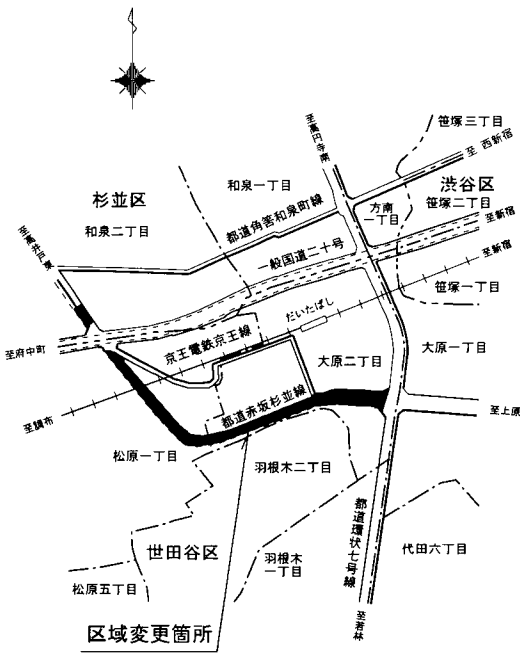 笹塚三丁目
至高円寺南
至 西新宿
杉並区
和泉一丁目
渋谷区
方南一丁目
笹塚二丁目
和泉二丁目
都道角筈和泉町線
至新宿
至高井戸東
一般国道二十号
至新宿
笹塚一丁目
だいたばし
京王電鉄京王線
至府中町
大原二丁目
大原一丁目
都道赤坂杉並線
至調布
至上原
松原一丁目
羽根木二丁目
都道環状七号線
世田谷区
羽根木
一丁目
代田六丁目
松原五丁目
至若林
区域変更箇所